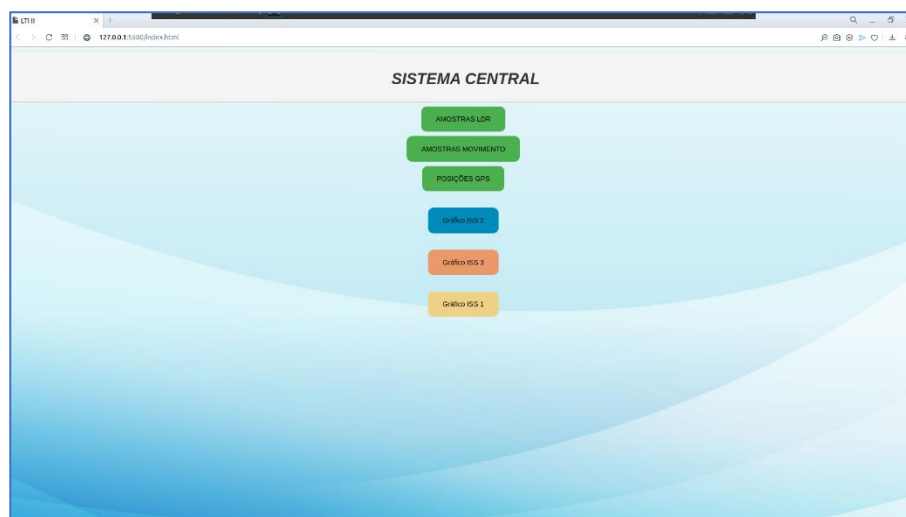 LTI II
127.0.0.1:5500/index.html
SISTEMA CENTRAL
AMOSTRAS LDR
AMOSTRAS MOVIMENTO
POSIÇÕES GPS
Gráfico ISS 2
Gráfico ISS 3
Gráfico ISS 1